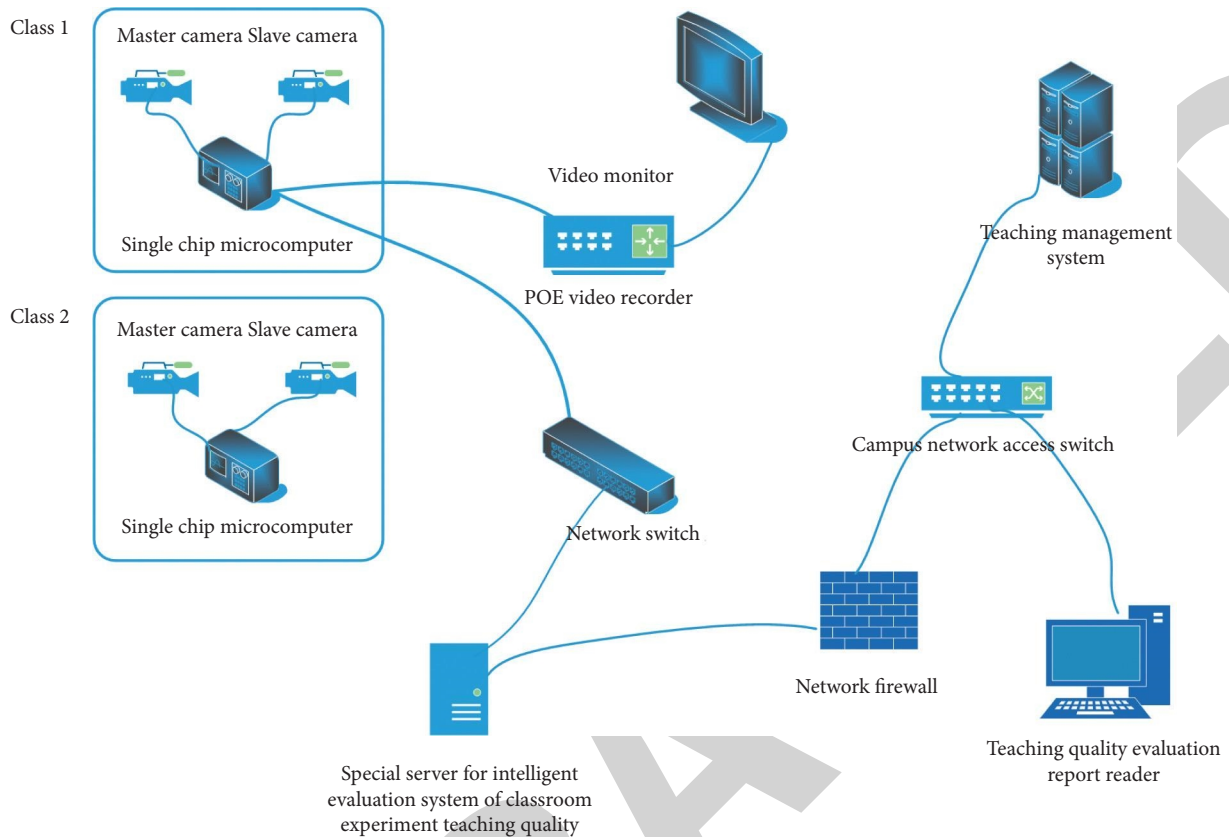 Class 1
Master camera Slave camera
Single chip microcomputer
Video monitor
POE video recorder
Teaching management
system
Class 2
Master camera Slave camera
Single chip microcomputer
Network switch
Campus network access switch
Network firewall
Teaching quality evaluation
report reader
Special server for intelligent
evaluation system of classroom
experiment teaching quality